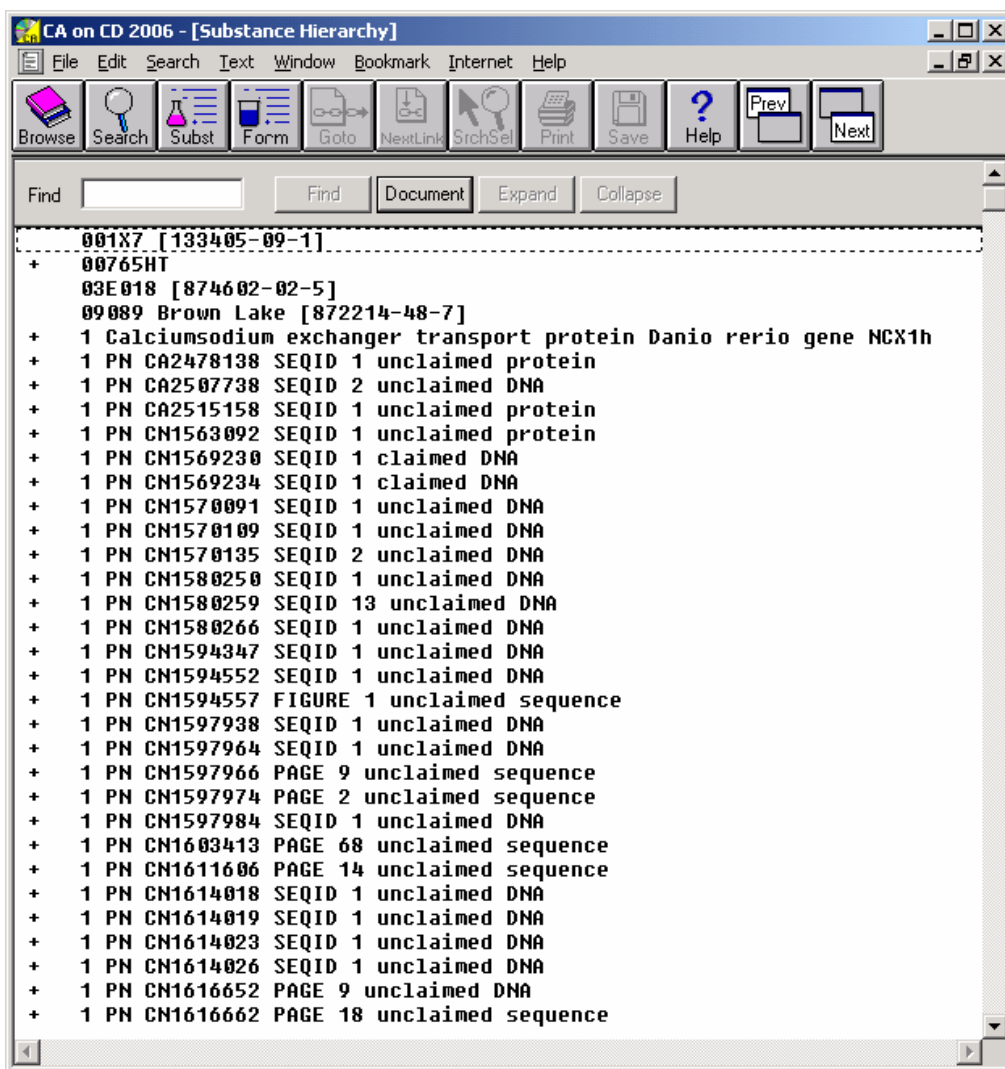 CA on CD 2006 - [Substance Hierarchy]
File Edit Search Text Window Bookmark Internet Help
Browse Search Subst Form Goto NextLink SrchSel Print Save Help Prev Next
Find Find Document Expand Collapse
001X7 [133405-09-1]
+ 00765HT
03E018 [874602-02-5]
09089 Brown Lake [872214-48-7]
+ 1 Calciumsodium exchanger transport protein Danio rerio gene NCX1h
+ 1 PN CA2478138 SEQID 1 unclaimed protein
+ 1 PN CA2507738 SEQID 2 unclaimed DNA
+ 1 PN CA2515158 SEQID 1 unclaimed protein
+ 1 PN CN1563092 SEQID 1 unclaimed protein
+ 1 PN CN1569230 SEQID 1 claimed DNA
+ 1 PN CN1569234 SEQID 1 claimed DNA
+ 1 PN CN1570091 SEQID 1 unclaimed DNA
+ 1 PN CN1570109 SEQID 1 unclaimed DNA
+ 1 PN CN1570135 SEQID 2 unclaimed DNA
+ 1 PN CN1580250 SEQID 1 unclaimed DNA
+ 1 PN CN1580259 SEQID 13 unclaimed DNA
+ 1 PN CN1580266 SEQID 1 unclaimed DNA
+ 1 PN CN1594347 SEQID 1 unclaimed DNA
+ 1 PN CN1594552 SEQID 1 unclaimed DNA
+ 1 PN CN1594557 FIGURE 1 unclaimed sequence
+ 1 PN CN1597938 SEQID 1 unclaimed DNA
+ 1 PN CN1597964 SEQID 1 unclaimed DNA
+ 1 PN CN1597966 PAGE 9 unclaimed sequence
+ 1 PN CN1597974 PAGE 2 unclaimed sequence
+ 1 PN CN1597984 SEQID 1 unclaimed DNA
+ 1 PN CN1603413 PAGE 68 unclaimed sequence
+ 1 PN CN1611606 PAGE 14 unclaimed sequence
+ 1 PN CN1614018 SEQID 1 unclaimed DNA
+ 1 PN CN1614019 SEQID 1 unclaimed DNA
+ 1 PN CN1614023 SEQID 1 unclaimed DNA
+ 1 PN CN1614026 SEQID 1 unclaimed DNA
+ 1 PN CN1616652 PAGE 9 unclaimed DNA
+ 1 PN CN1616662 PAGE 18 unclaimed sequence